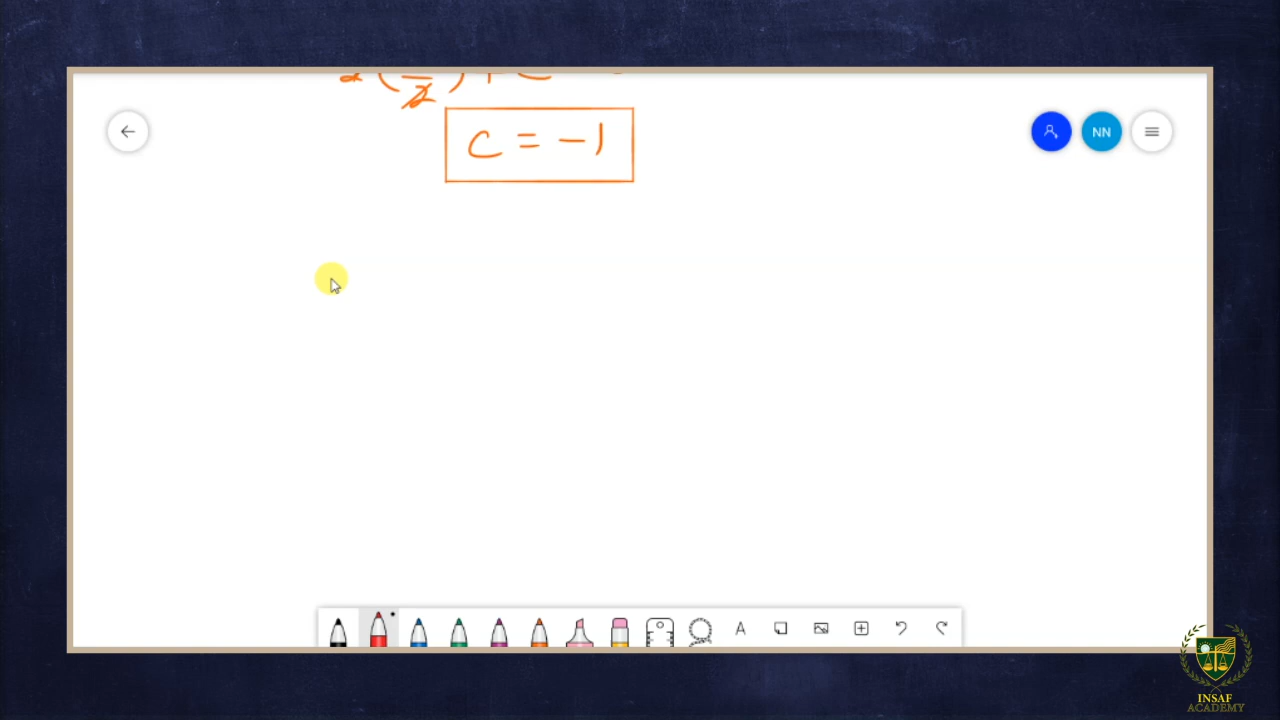 c = -1
NN
A
INSAF
ACADEMY